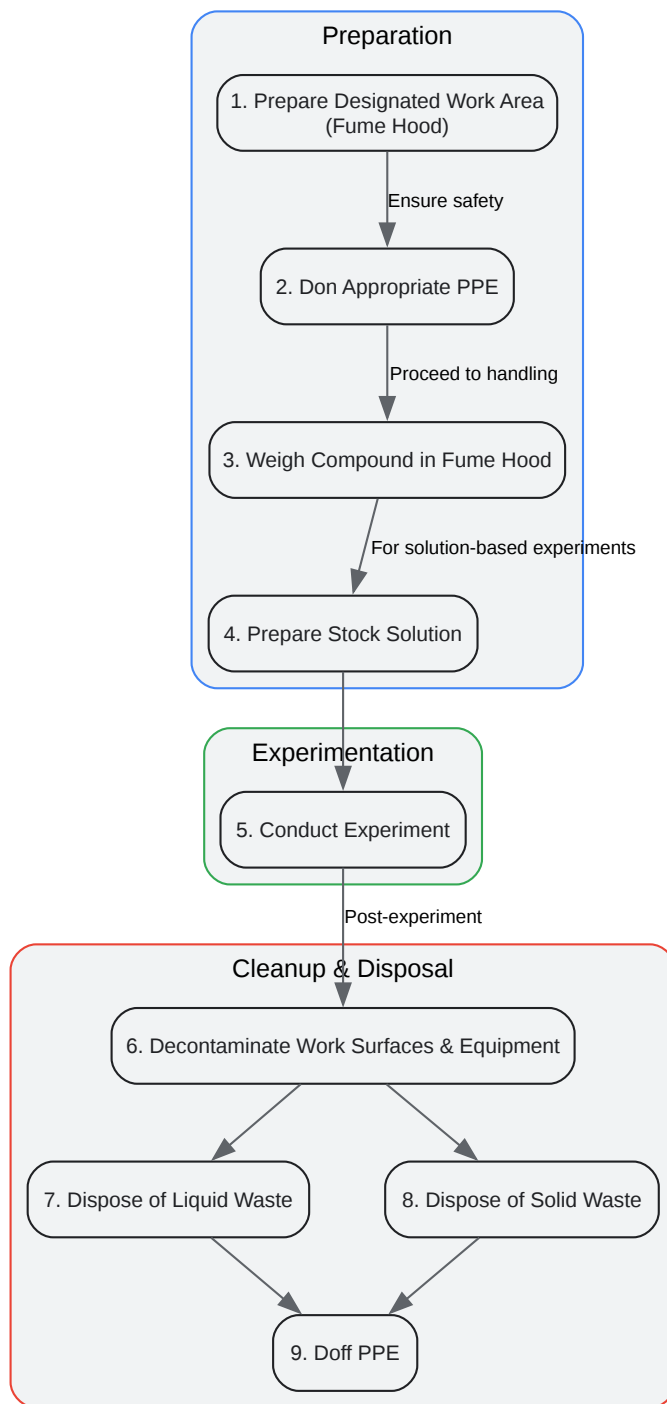 Preparation
1. Prepare Designated Work Area
(Fume Hood)
Ensure safety
2. Don Appropriate PPE
Proceed to handling
3. Weigh Compound in Fume Hood
For solution-based experiments
4. Prepare Stock Solution
Experimentation
5. Conduct Experiment
Post-experiment
Cleanup & Disposal
6. Decontaminate Work Surfaces & Equipment
7. Dispose of Liquid Waste
8. Dispose of Solid Waste
9. Doff PPE